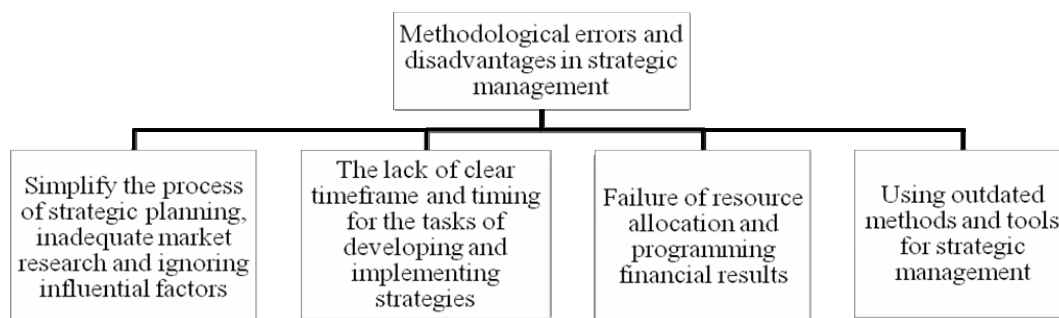 Methodological errors and
disadvantages in strategic
management
Simplify the process
of strategic planning,
inadequate market
research and ignoring
influential factors
The lack of clear
timeframe and timing
for the tasks of
developing and
implementing
strategies
Failure of resource
allocation and
programming
financial results
Using outdated
methods and tools
for strategic
management